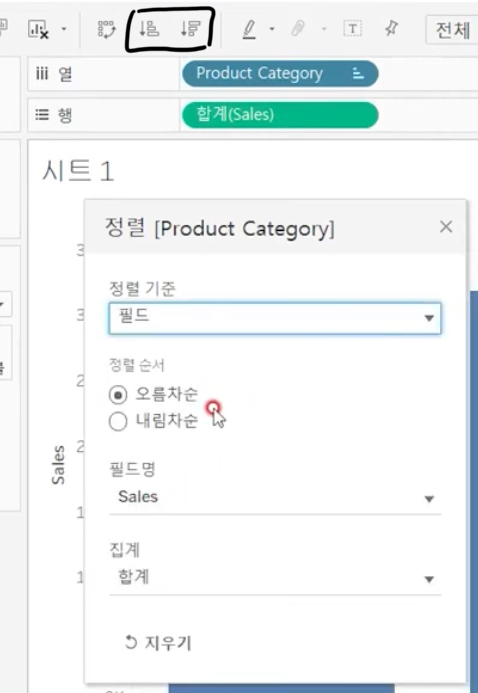 전체
열 Product Category
행 합계(Sales)
시트 1
정렬 [Product Category]
정렬 기준
필드
정렬 순서
오름차순
내림차순
필드명
Sales
집계
합계
지우기
Sales